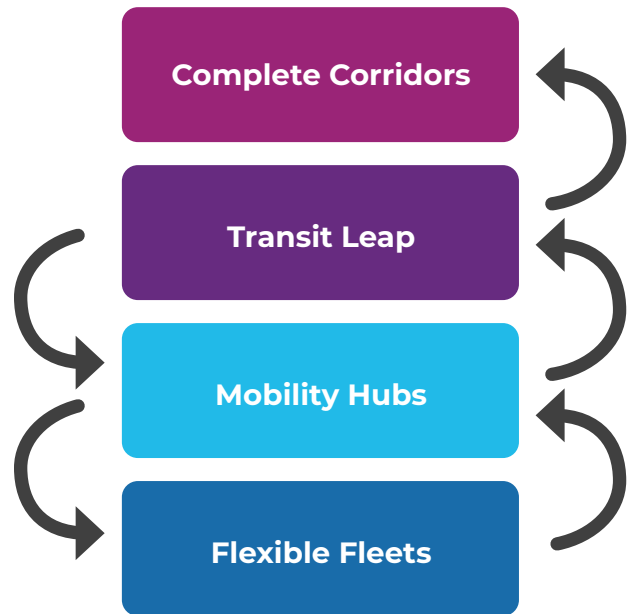 Complete Corridors
Transit Leap
Mobility Hubs
Flexible Fleets